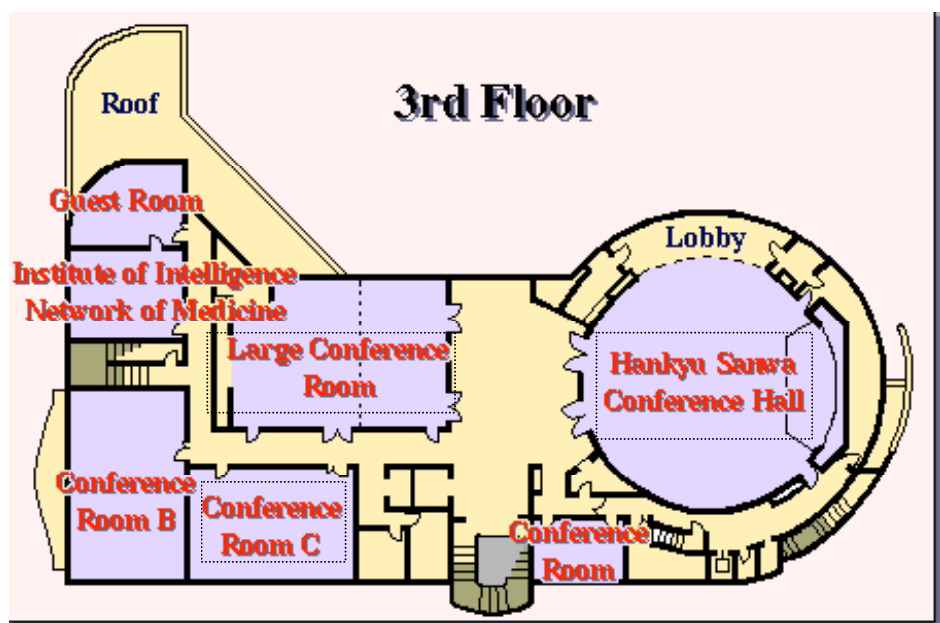 3rd Floor
Roof
Guest Room
Lobby
Institute of Intelligence
Network of Medicine
Large Conference
Room
Hankyu Sanwa
Conference Hall
Conference
Room B
Conference
Room C
Conference
Room